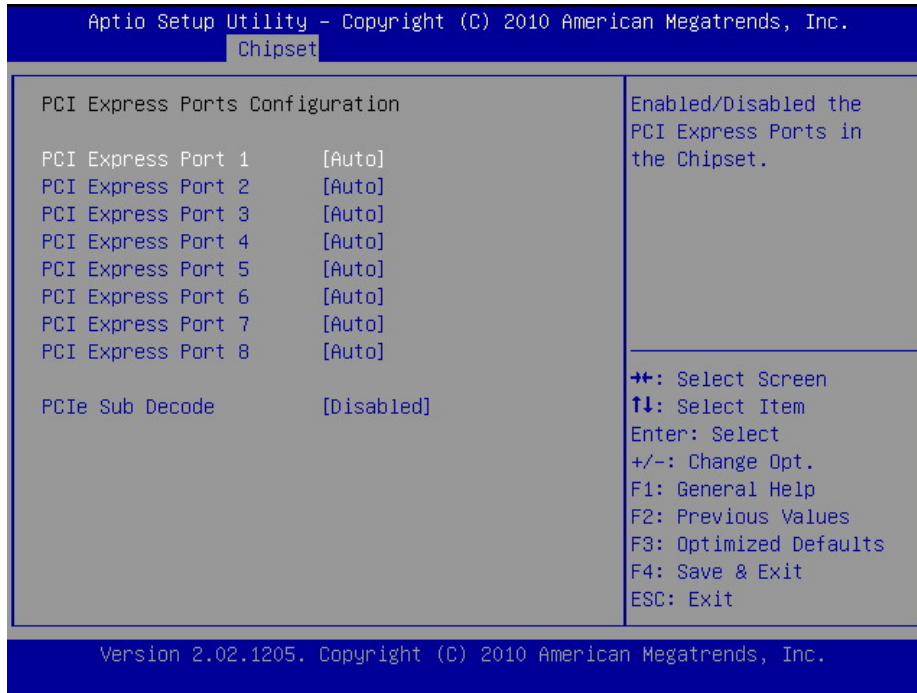 Aptio Setup Utility – Copyright (C) 2010 American Megatrends, Inc.
Chipset
PCI Express Ports Configuration
PCI Express Port 1 [Auto]
PCI Express Port 2 [Auto]
PCI Express Port 3 [Auto]
PCI Express Port 4 [Auto]
PCI Express Port 5 [Auto]
PCI Express Port 6 [Auto]
PCI Express Port 7 [Auto]
PCI Express Port 8 [Auto]
PCIe Sub Decode [Disabled]
Enabled/Disabled the
PCI Express Ports in
the Chipset.
→←: Select Screen
↑↓: Select Item
Enter: Select
+/-: Change Opt.
F1: General Help
F2: Previous Values
F3: Optimized Defaults
F4: Save & Exit
ESC: Exit
Version 2.02.1205. Copyright (C) 2010 American Megatrends, Inc.